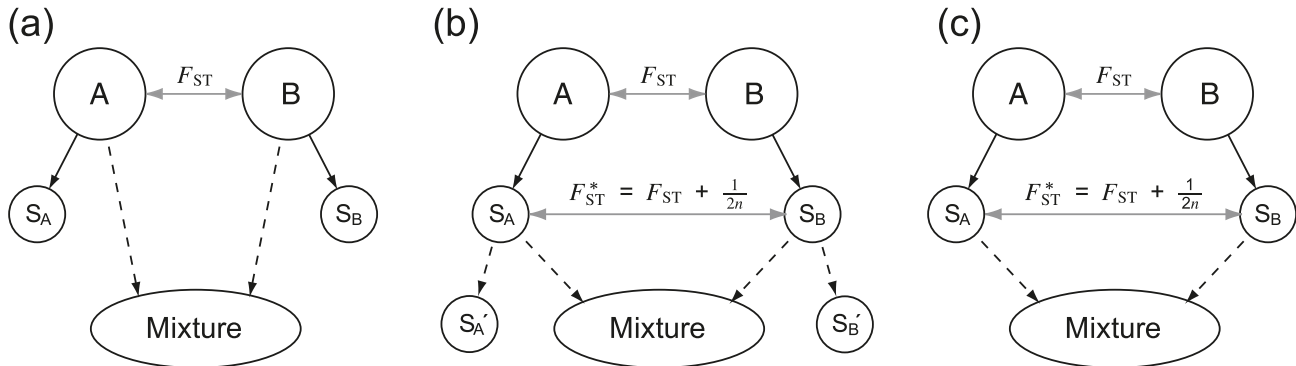 (a) (b) (c)
A F_ST B
S_A S_B
Mixture
A F_ST B
S_A F*_ST = F_ST + 1/2n S_B
S_A′ Mixture S_B′
A F_ST B
S_A F*_ST = F_ST + 1/2n S_B
Mixture